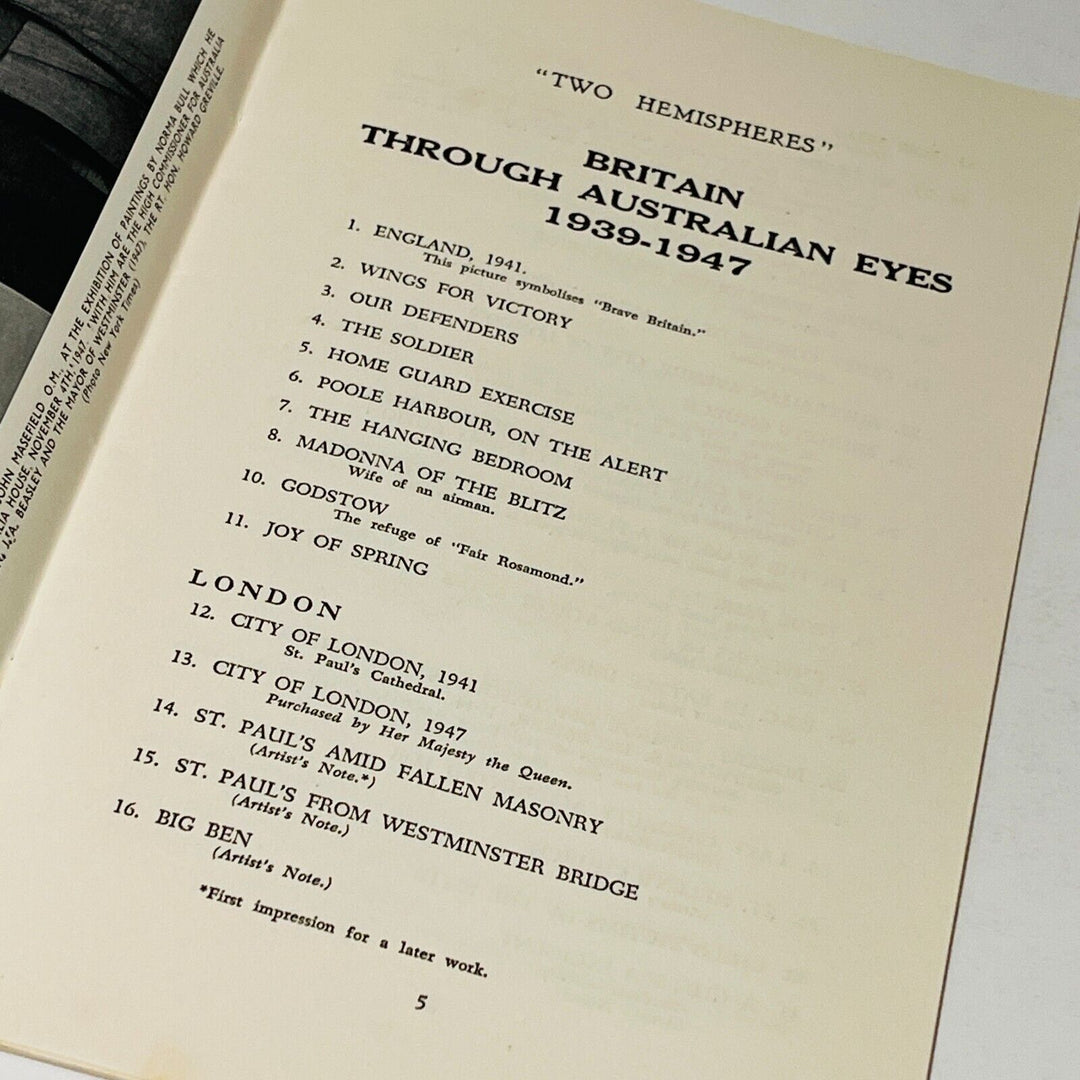 JOHN MASEFIELD O.M., AT THE EXHIBITION OF PAINTINGS BY NORMA BULL WHICH HE
HOUSE, NOVEMBER 4TH, 1947. WITH HIM ARE THE HIGH COMMISSIONER FOR AUSTRALIA
BEASLEY AND THE MAYOR OF WESTMINSTER (1947), THE RT. HON. HOWARD GREVILLE.
(Photo New York Times)
"TWO HEMISPHERES"
BRITAIN
THROUGH AUSTRALIAN EYES
1939-1947
1. ENGLAND, 1941.
This picture symbolises "Brave Britain."
2. WINGS FOR VICTORY
3. OUR DEFENDERS
4. THE SOLDIER
5. HOME GUARD EXERCISE
6. POOLE HARBOUR, ON THE ALERT
7. THE HANGING BEDROOM
8. MADONNA OF THE BLITZ
Wife of an airman.
10. GODSTOW
The refuge of "Fair Rosamond."
11. JOY OF SPRING
LONDON
12. CITY OF LONDON, 1941
St. Paul's Cathedral.
13. CITY OF LONDON, 1947
Purchased by Her Majesty the Queen.
14. ST. PAUL'S AMID FALLEN MASONRY
(Artist's Note.*)
15. ST. PAUL'S FROM WESTMINSTER BRIDGE
(Artist's Note.)
16. BIG BEN
(Artist's Note.)
*First impression for a later work.
5